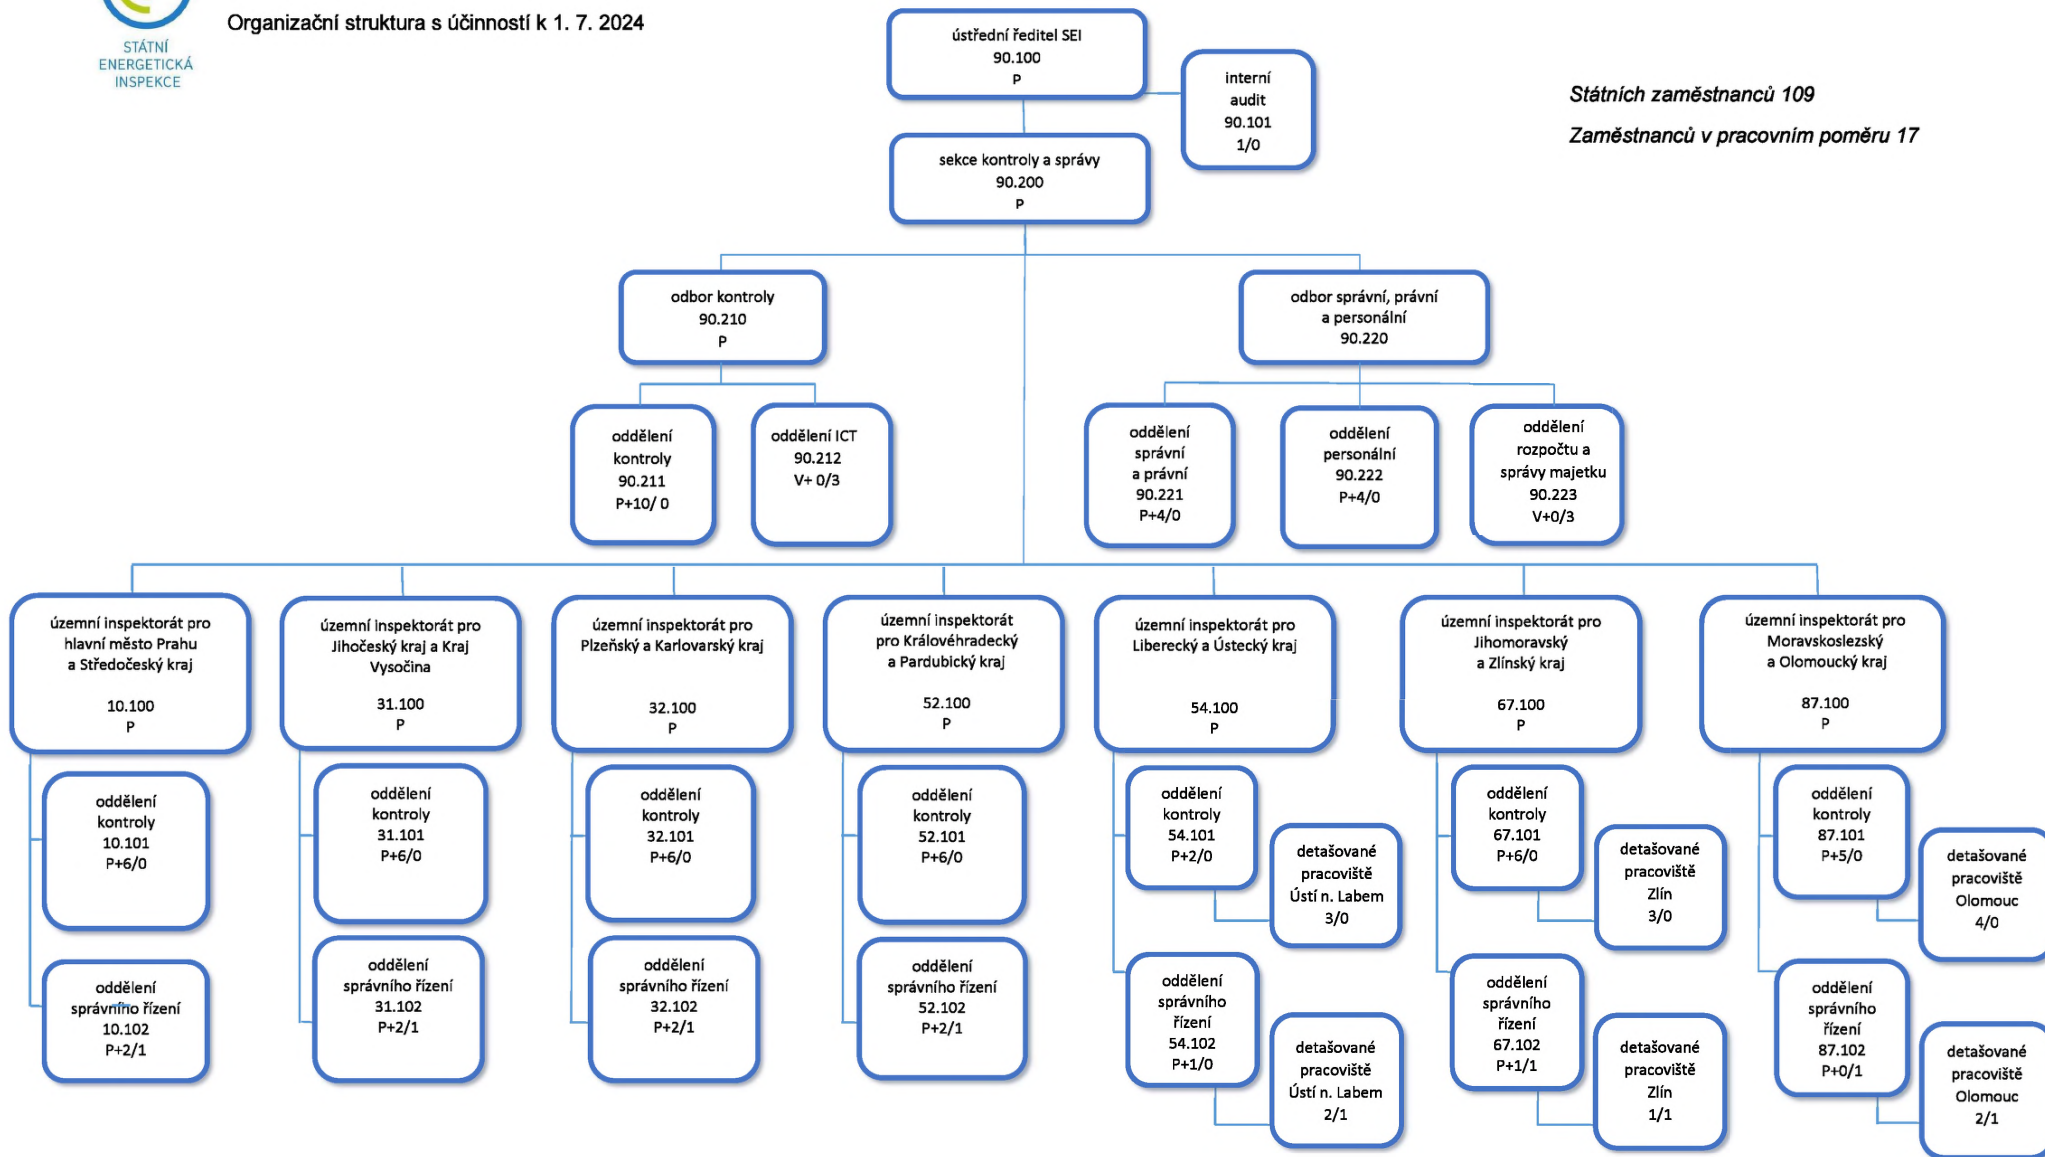 STÁTNÍ
ENERGETICKÁ
INSPEKCE
Organizační struktura s účinností k 1. 7. 2024
ústřední ředitel SEI
90.100
P
interní
audit
90.101
1/0
Státních zaměstnanců 109
Zaměstnanců v pracovním poměru 17
sekce kontroly a správy
90.200
P
odbor kontroly
90.210
P
odbor správní, právní
a personální
90.220
oddělení
kontroly
90.211
P+10/ 0
oddělení ICT
90.212
V+ 0/3
oddělení
správní
a právní
90.221
P+4/0
oddělení
personální
90.222
P+4/0
oddělení
rozpočtu a
správy majetku
90.223
V+0/3
územní inspektorát pro
hlavní město Prahu
a Středočeský kraj
10.100
P
územní inspektorát pro
Jihočeský kraj a Kraj
Vysočina
31.100
P
územní inspektorát pro
Plzeňský a Karlovarský kraj
32.100
P
územní inspektorát
pro Královéhradecký
a Pardubický kraj
52.100
P
územní inspektorát pro
Liberecký a Ústecký kraj
54.100
P
územní inspektorát pro
Jihomoravský
a Zlínský kraj
67.100
P
územní inspektorát pro
Moravskoslezský
a Olomoucký kraj
87.100
P
oddělení
kontroly
10.101
P+6/0
oddělení
kontroly
31.101
P+6/0
oddělení
kontroly
32.101
P+6/0
oddělení
kontroly
52.101
P+6/0
oddělení
kontroly
54.101
P+2/0
detašované
pracoviště
Ústí n. Labem
3/0
oddělení
kontroly
67.101
P+6/0
detašované
pracoviště
Zlín
3/0
oddělení
kontroly
87.101
P+5/0
detašované
pracoviště
Olomouc
4/0
oddělení
správního řízení
10.102
P+2/1
oddělení
správního řízení
31.102
P+2/1
oddělení
správního řízení
32.102
P+2/1
oddělení
správního řízení
52.102
P+2/1
oddělení
správního
řízení
54.102
P+1/0
detašované
pracoviště
Ústí n. Labem
2/1
oddělení
správního
řízení
67.102
P+1/1
detašované
pracoviště
Zlín
1/1
oddělení
správního
řízení
87.102
P+0/1
detašované
pracoviště
Olomouc
2/1